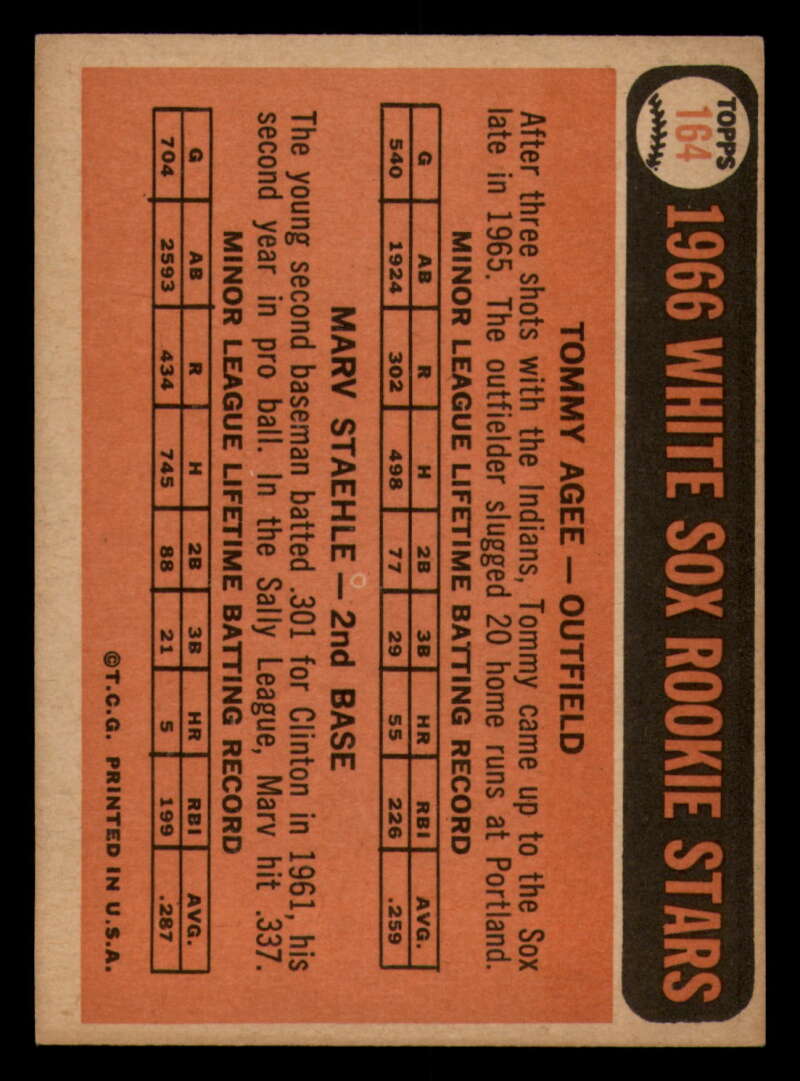 TOPPS
164
1966 WHITE SOX ROOKIE STARS
TOMMY AGEE — OUTFIELD
After three shots with the Indians, Tommy came up to the Sox
late in 1965. The outfielder slugged 20 home runs at Portland.
MINOR LEAGUE LIFETIME BATTING RECORD
G AB R H 2B 3B HR RBI AVG.
540 1924 302 498 77 29 55 226 .259
MARV STAEHLE — 2nd BASE
The young second baseman batted .301 for Clinton in 1961, his
second year in pro ball. In the Sally League, Marv hit .337.
MINOR LEAGUE LIFETIME BATTING RECORD
G AB R H 2B 3B HR RBI AVG.
704 2593 434 745 88 21 5 199 .287
©T.C.G. PRINTED IN U.S.A.